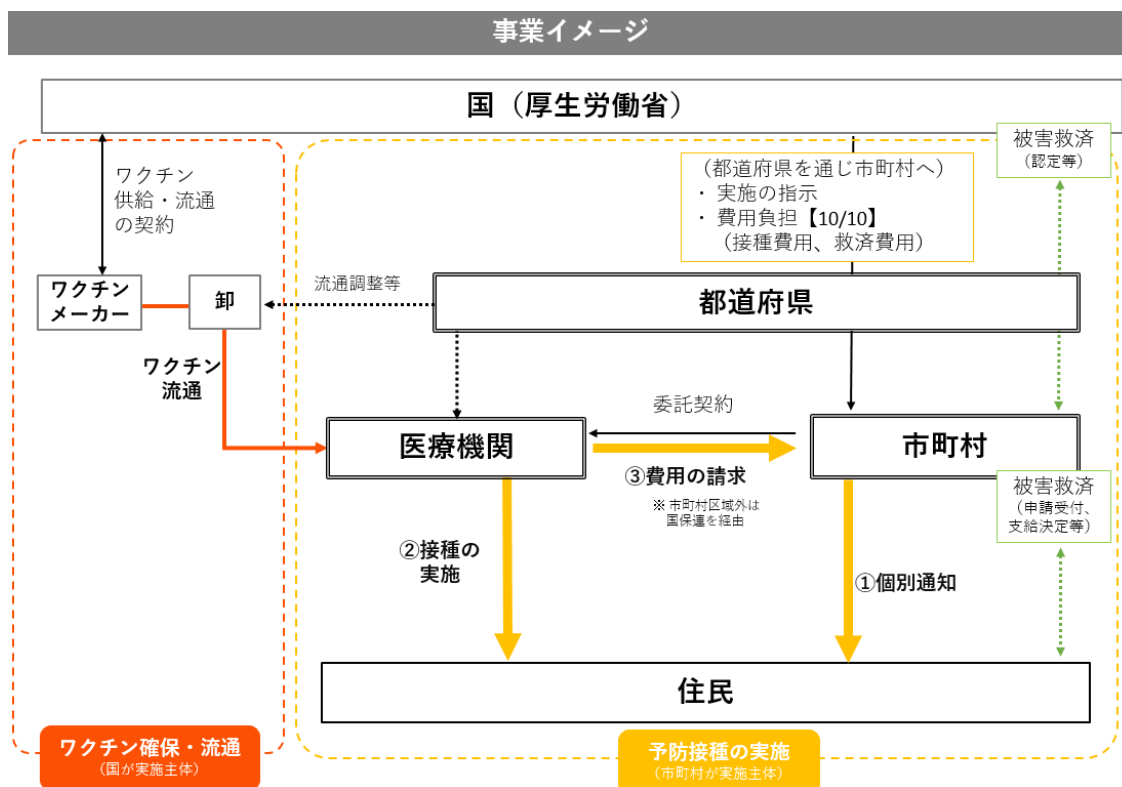 事業イメージ
国（厚生労働省）
被害救済
（認定等）
ワクチン
供給・流通
の契約
（都道府県を通じ市町村へ）
・ 実施の指示
・ 費用負担【10/10】
（接種費用、救済費用）
ワクチン
メーカー
卸
流通調整等
都道府県
ワクチン
流通
委託契約
医療機関
市町村
③費用の請求
※ 市町村区域外は
国保連を経由
被害救済
（申請受付、
支給決定等）
②接種の
実施
①個別通知
住民
ワクチン確保・流通
（国が実施主体）
予防接種の実施
（市町村が実施主体）